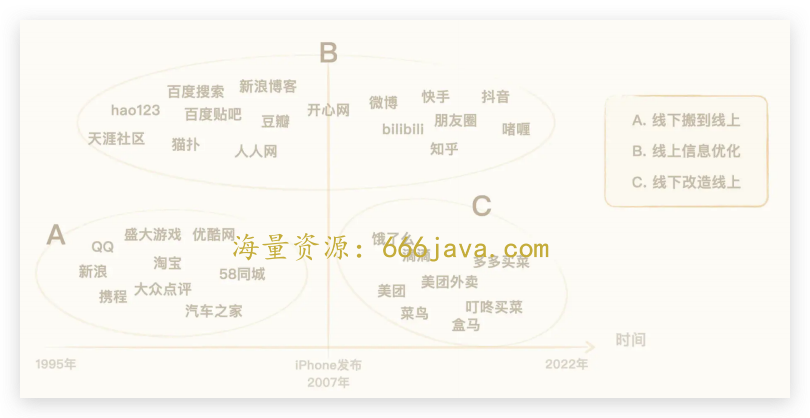 B
新浪博客
百度搜索
hao123
百度贴吧
豆瓣
开心网
微博
快手
抖音
天涯社区
猫扑
人人网
bilibili
朋友圈
啫喱
知乎
A. 线下搬到线上
B. 线上信息优化
C. 线下改造线上
A
盛大游戏
优酷网
QQ
新浪
淘宝
58同城
携程
大众点评
汽车之家
C
饿了么
滴滴
多多买菜
美团
美团外卖
菜鸟
叮咚买菜
盒马
海量资源：666java.com
时间
1995年
iPhone发布
2007年
2022年